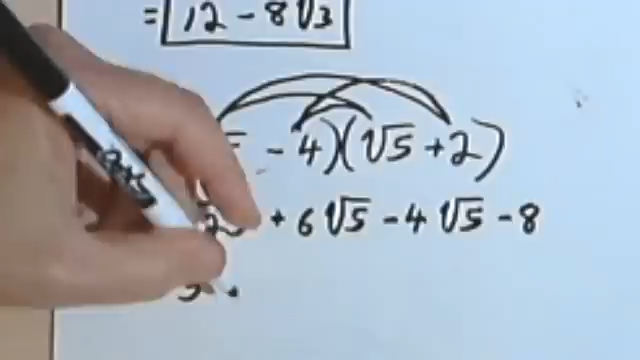 = 12 - 8√3
- 4)(√5 + 2)
+ 6√5 - 4√5 - 8